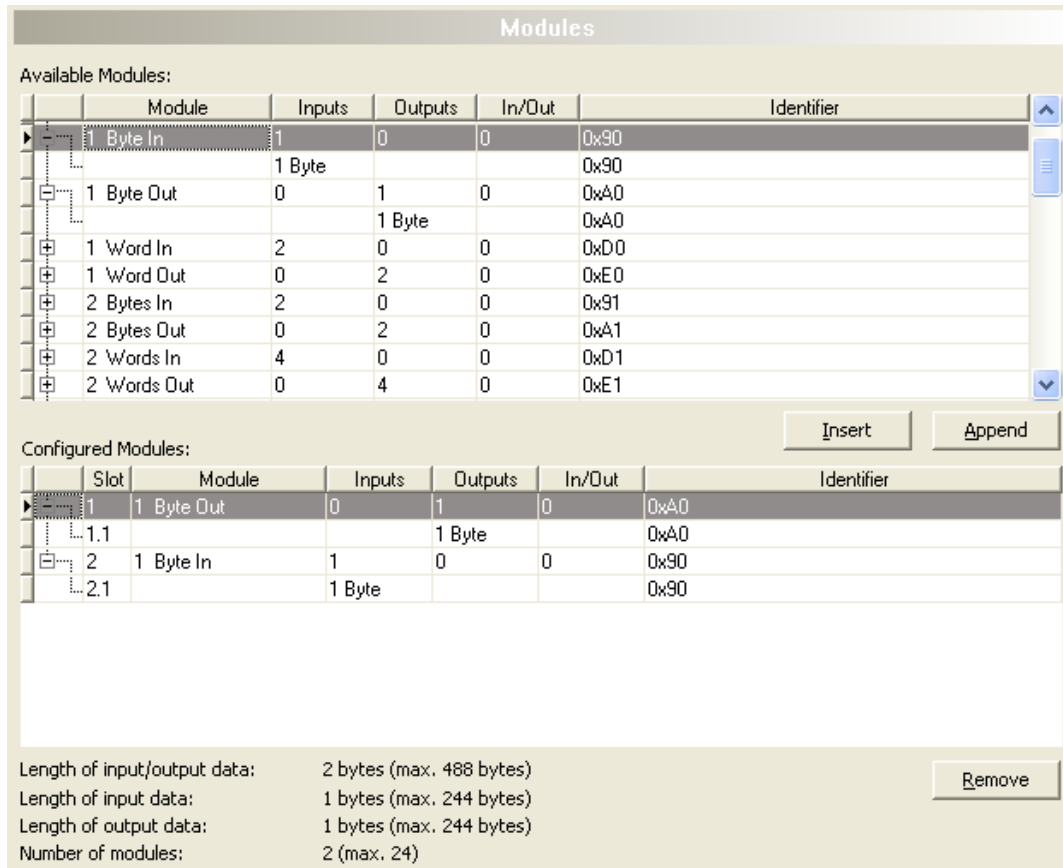 Modules
Available Modules:
Module Inputs Outputs In/Out Identifier
1 Byte In 1 0 0 0x90
1 Byte 0x90
1 Byte Out 0 1 0 0xA0
1 Byte 0xA0
1 Word In 2 0 0 0xD0
1 Word Out 0 2 0 0xE0
2 Bytes In 2 0 0 0x91
2 Bytes Out 0 2 0 0xA1
2 Words In 4 0 0 0xD1
2 Words Out 0 4 0 0xE1
Insert Append
Configured Modules:
Slot Module Inputs Outputs In/Out Identifier
1 1 Byte Out 0 1 0 0xA0
1.1 1 Byte 0xA0
2 1 Byte In 1 0 0 0x90
2.1 1 Byte 0x90
Length of input/output data: 2 bytes (max. 488 bytes)
Remove
Length of input data: 1 bytes (max. 244 bytes)
Length of output data: 1 bytes (max. 244 bytes)
Number of modules: 2 (max. 24)